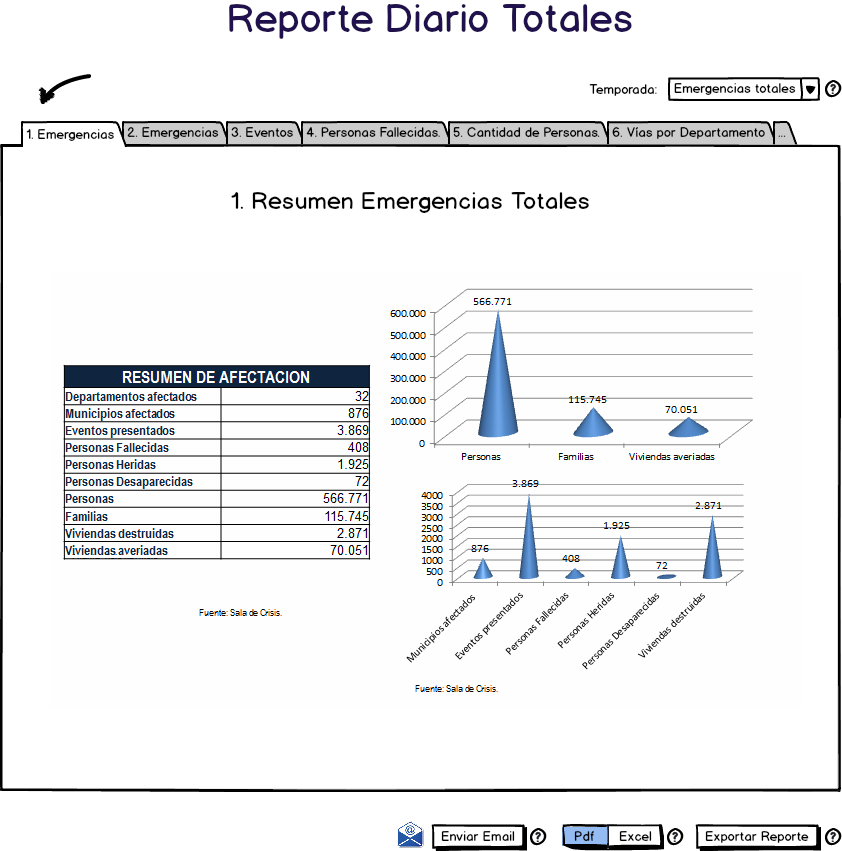 Reporte Diario Totales
Temporada: Emergencias totales ?
1. Emergencias 2. Emergencias 3. Eventos 4. Personas Fallecidas. 5. Cantidad de Personas. 6. Vías por Departamento ...
1. Resumen Emergencias Totales
RESUMEN DE AFECTACION
Departamentos afectados 32
Municipios afectados 876
Eventos presentados 3.869
Personas Fallecidas 408
Personas Heridas 1.925
Personas Desaparecidas 72
Personas 566.771
Familias 115.745
Viviendas destruidas 2.871
Viviendas averiadas 70.051
Fuente: Sala de Crisis.
566.771
600.000
500.000
400.000
300.000
200.000
100.000
0
115.745
70.051
Personas Familias Viviendas averiadas
4000
3500
3000
2500
2000
1500
1000
500
0
876
3.869
408
1.925
72
2.871
Municipios afectados
Eventos presentados
Personas Fallecidas
Personas Heridas
Personas Desaparecidas
Viviendas destruidas
Fuente: Sala de Crisis.
@ Enviar Email ? Pdf Excel ? Exportar Reporte ?